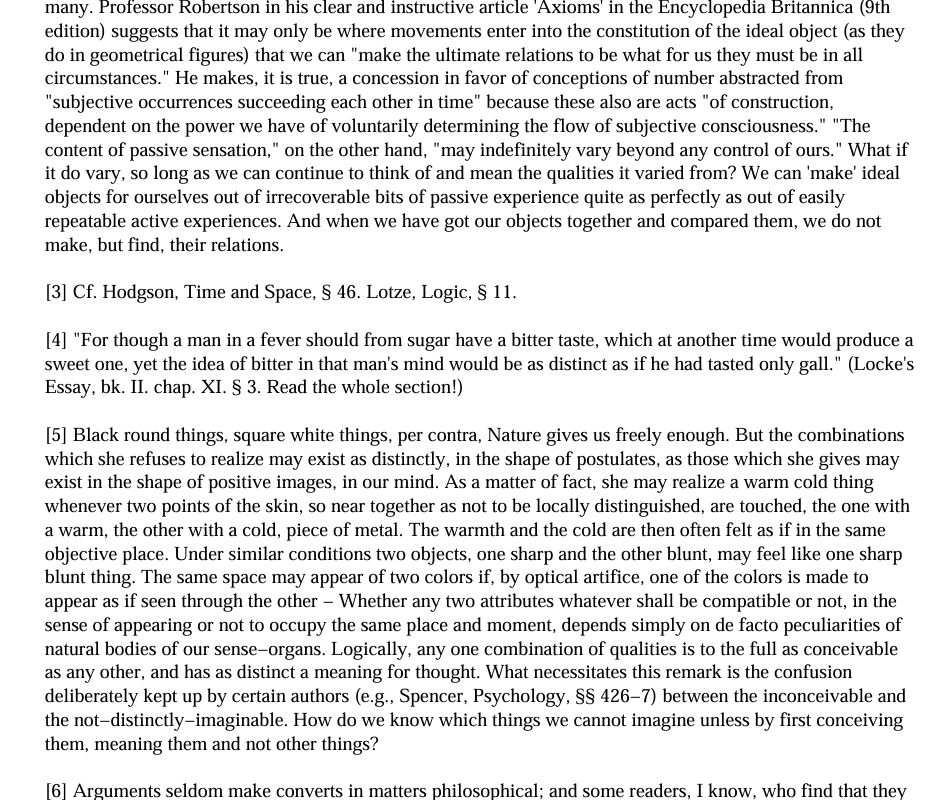 many. Professor Robertson in his clear and instructive article 'Axioms' in the Encyclopedia Britannica (9th
edition) suggests that it may only be where movements enter into the constitution of the ideal object (as they
do in geometrical figures) that we can "make the ultimate relations to be what for us they must be in all
circumstances." He makes, it is true, a concession in favor of conceptions of number abstracted from
"subjective occurrences succeeding each other in time" because these also are acts "of construction,
dependent on the power we have of voluntarily determining the flow of subjective consciousness." "The
content of passive sensation," on the other hand, "may indefinitely vary beyond any control of ours." What if
it do vary, so long as we can continue to think of and mean the qualities it varied from? We can 'make' ideal
objects for ourselves out of irrecoverable bits of passive experience quite as perfectly as out of easily
repeatable active experiences. And when we have got our objects together and compared them, we do not
make, but find, their relations.
[3] Cf. Hodgson, Time and Space, § 46. Lotze, Logic, § 11.
[4] "For though a man in a fever should from sugar have a bitter taste, which at another time would produce a
sweet one, yet the idea of bitter in that man's mind would be as distinct as if he had tasted only gall." (Locke's
Essay, bk. II. chap. XI. § 3. Read the whole section!)
[5] Black round things, square white things, per contra, Nature gives us freely enough. But the combinations
which she refuses to realize may exist as distinctly, in the shape of postulates, as those which she gives may
exist in the shape of positive images, in our mind. As a matter of fact, she may realize a warm cold thing
whenever two points of the skin, so near together as not to be locally distinguished, are touched, the one with
a warm, the other with a cold, piece of metal. The warmth and the cold are then often felt as if in the same
objective place. Under similar conditions two objects, one sharp and the other blunt, may feel like one sharp
blunt thing. The same space may appear of two colors if, by optical artifice, one of the colors is made to
appear as if seen through the other – Whether any two attributes whatever shall be compatible or not, in the
sense of appearing or not to occupy the same place and moment, depends simply on de facto peculiarities of
natural bodies of our sense−organs. Logically, any one combination of qualities is to the full as conceivable
as any other, and has as distinct a meaning for thought. What necessitates this remark is the confusion
deliberately kept up by certain authors (e.g., Spencer, Psychology, §§ 426−7) between the inconceivable and
the not−distinctly−imaginable. How do we know which things we cannot imagine unless by first conceiving
them, meaning them and not other things?
[6] Arguments seldom make converts in matters philosophical; and some readers, I know, who find that they